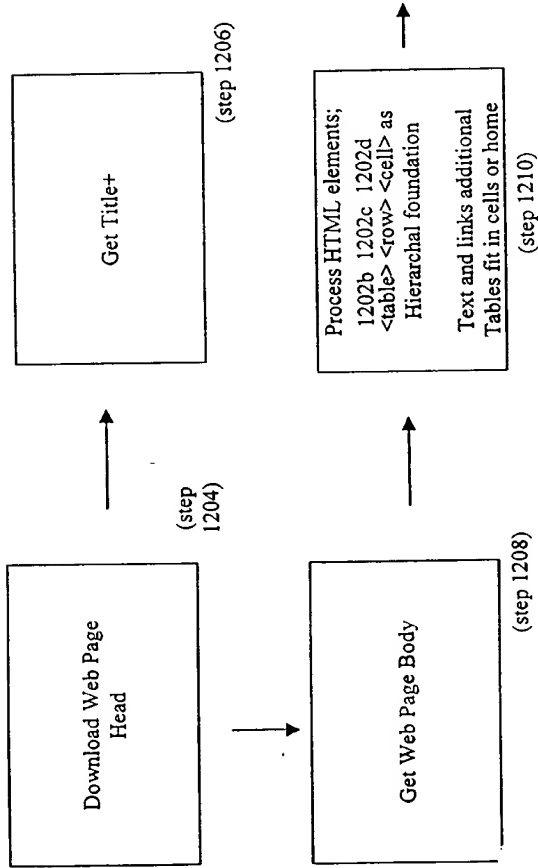 Download Web Page
Head
(step
1204)
Get Title+
(step 1206)
Get Web Page Body
(step 1208)
Process HTML elements;
1202b 1202c 1202d
<table> <row> <cell> as
Hierarchal foundation
Text and links additional
Tables fit in cells or home
(step 1210)